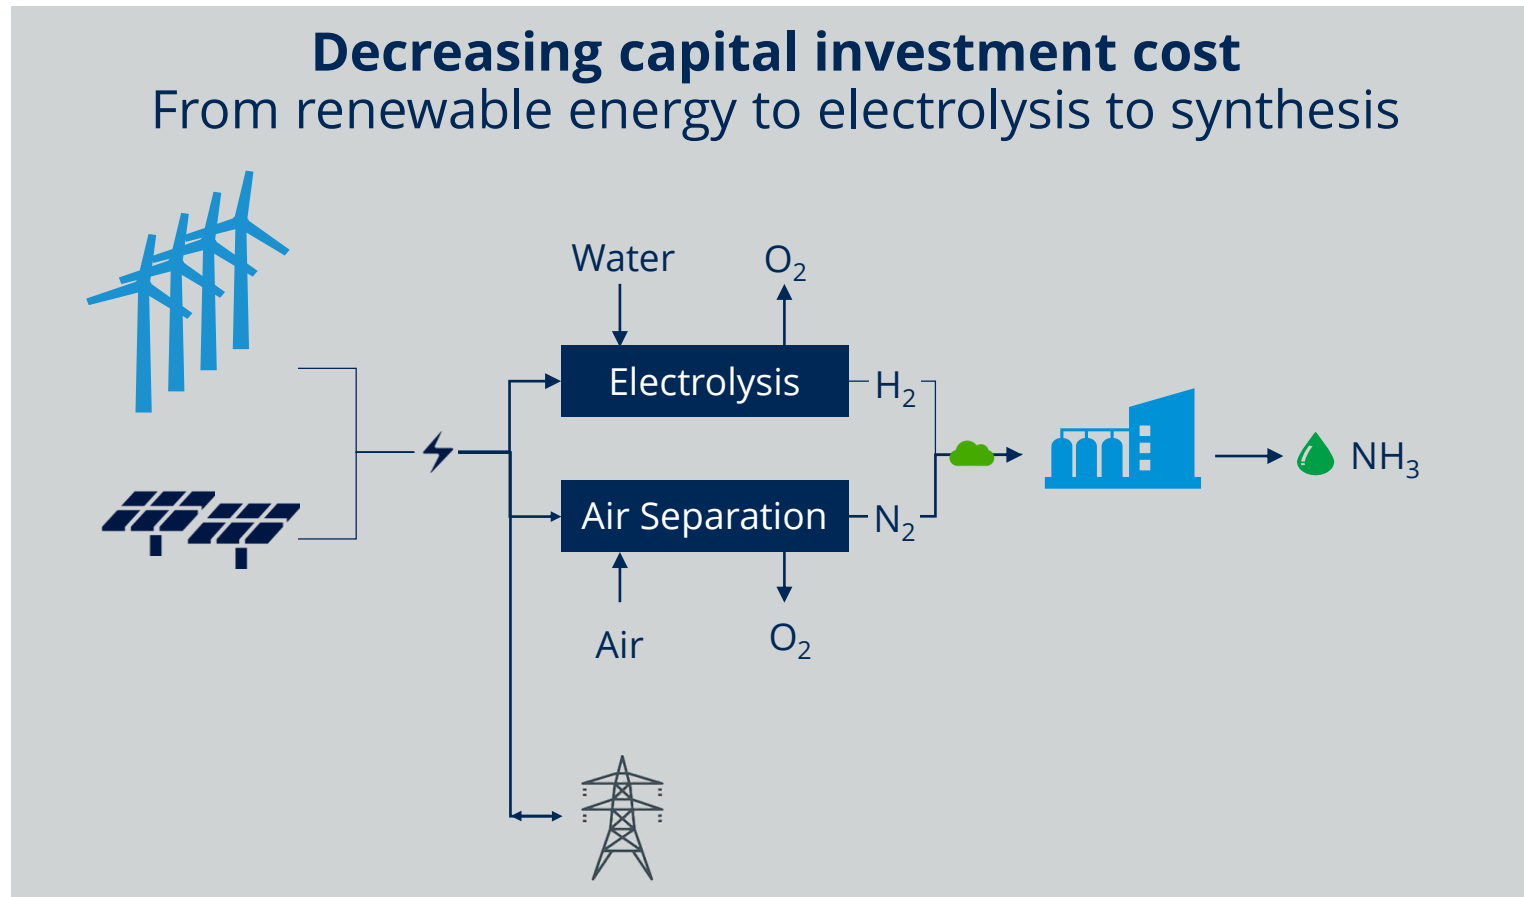 Decreasing capital investment cost
From renewable energy to electrolysis to synthesis
Water
O₂
Electrolysis
H₂
Air Separation
N₂
NH₃
Air
O₂